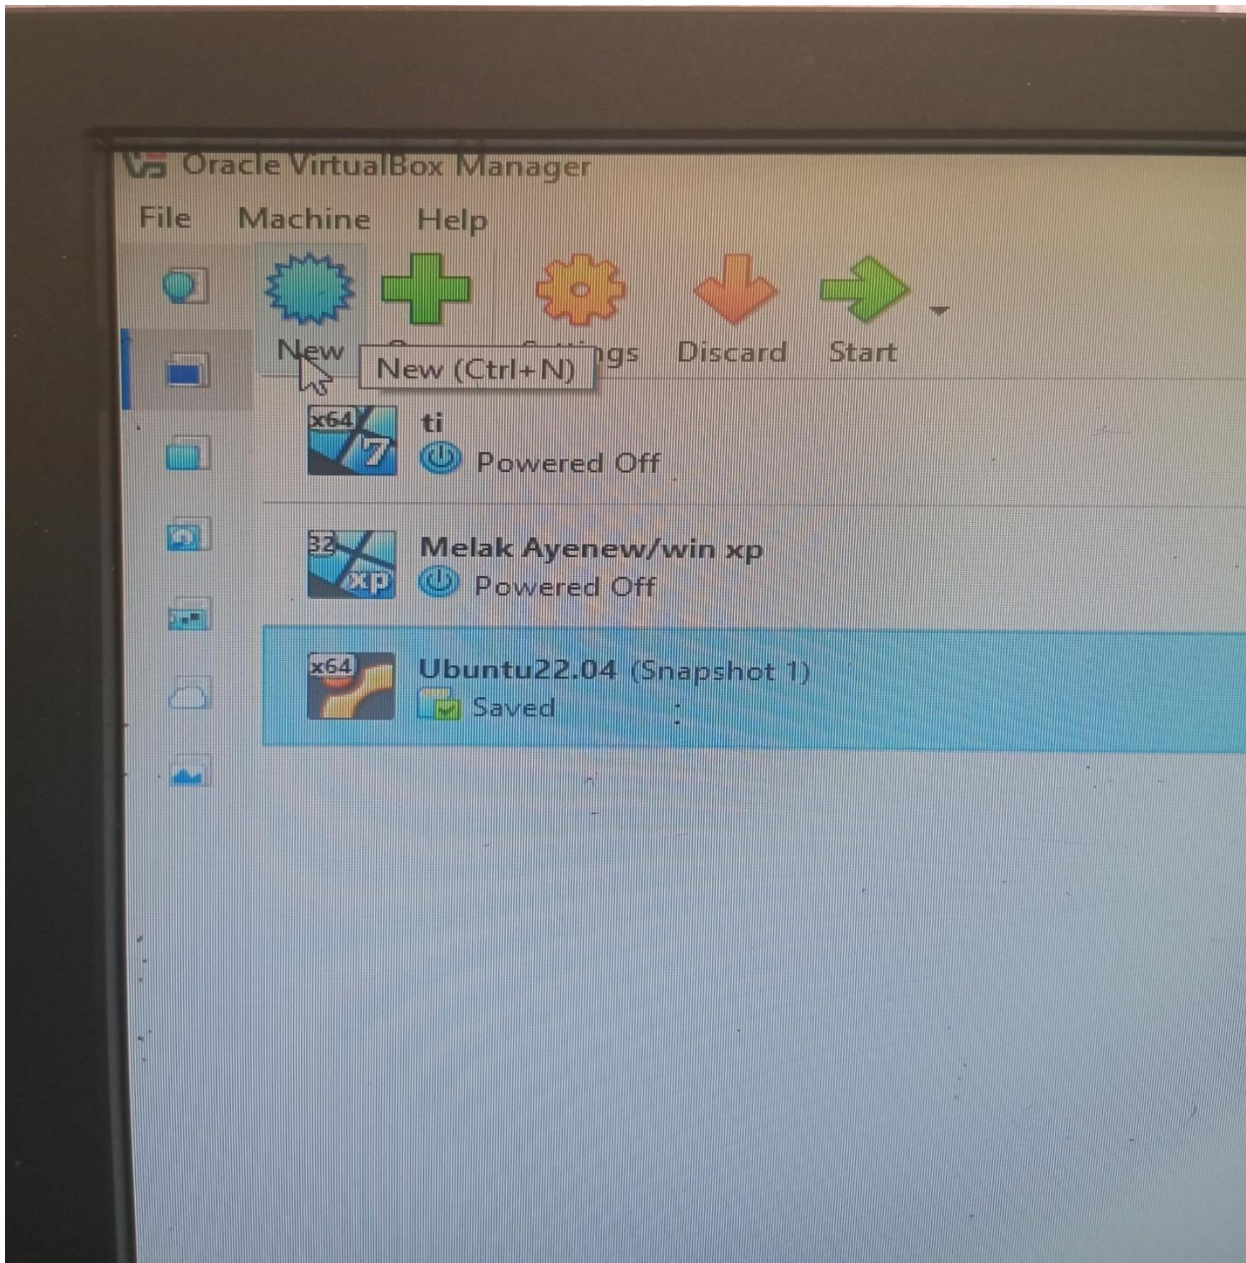 Oracle VirtualBox Manager
File Machine Help
New Discard Start
New (Ctrl+N)
x64 ti
7 Powered Off
32 Melak Ayenew/win xp
xp Powered Off
x64 Ubuntu22.04 (Snapshot 1)
Saved